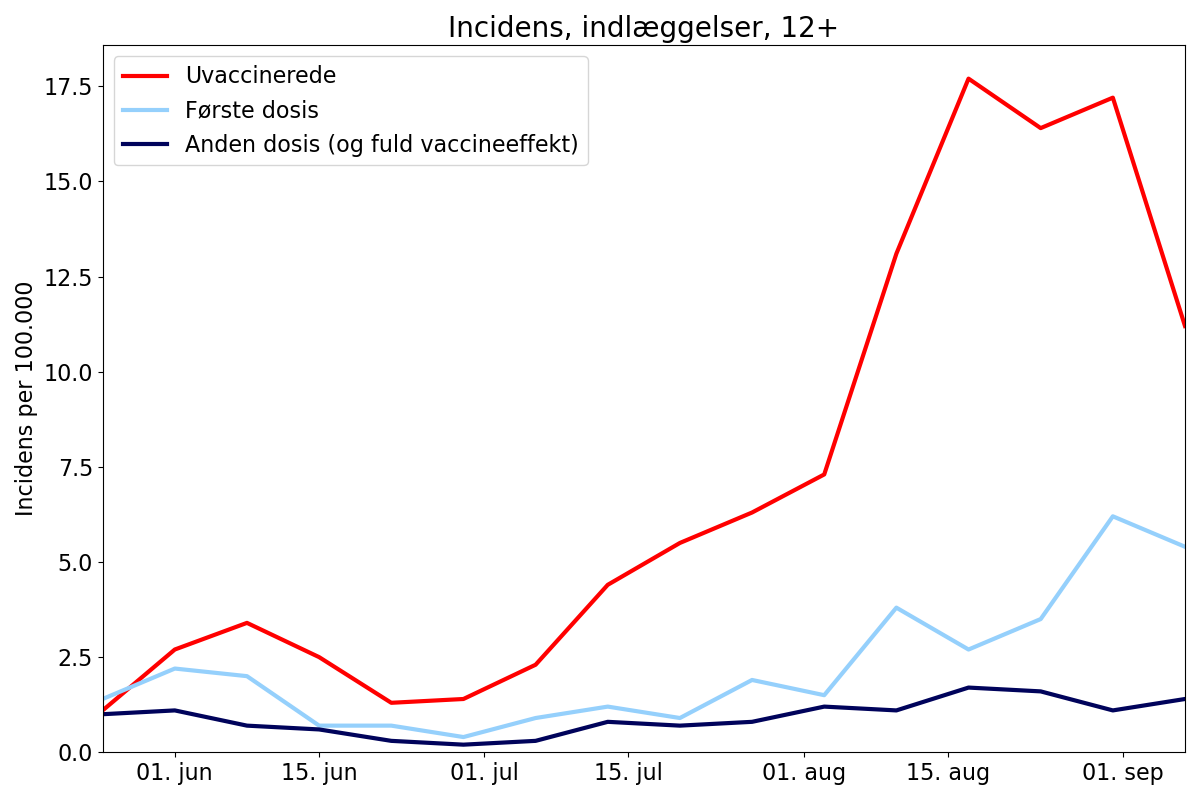 Incidens, indlæggelser, 12+
Uvaccinerede
Første dosis
Anden dosis (og fuld vaccineeffekt)
Incidens per 100.000
17.5
15.0
12.5
10.0
7.5
5.0
2.5
0.0
01. jun 15. jun 01. jul 15. jul 01. aug 15. aug 01. sep